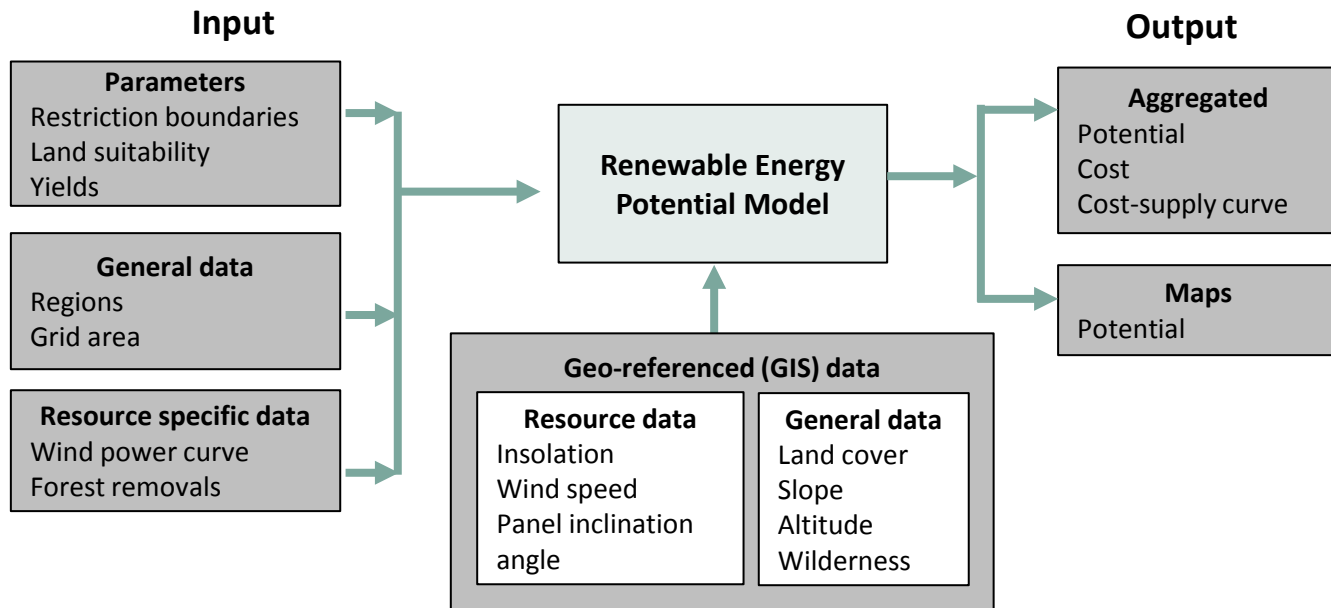 Input
Parameters
Restriction boundaries
Land suitability
Yields
General data
Regions
Grid area
Resource specific data
Wind power curve
Forest removals
Renewable Energy
Potential Model
Geo-referenced (GIS) data
Resource data
Insolation
Wind speed
Panel inclination
angle
General data
Land cover
Slope
Altitude
Wilderness
Output
Aggregated
Potential
Cost
Cost-supply curve
Maps
Potential